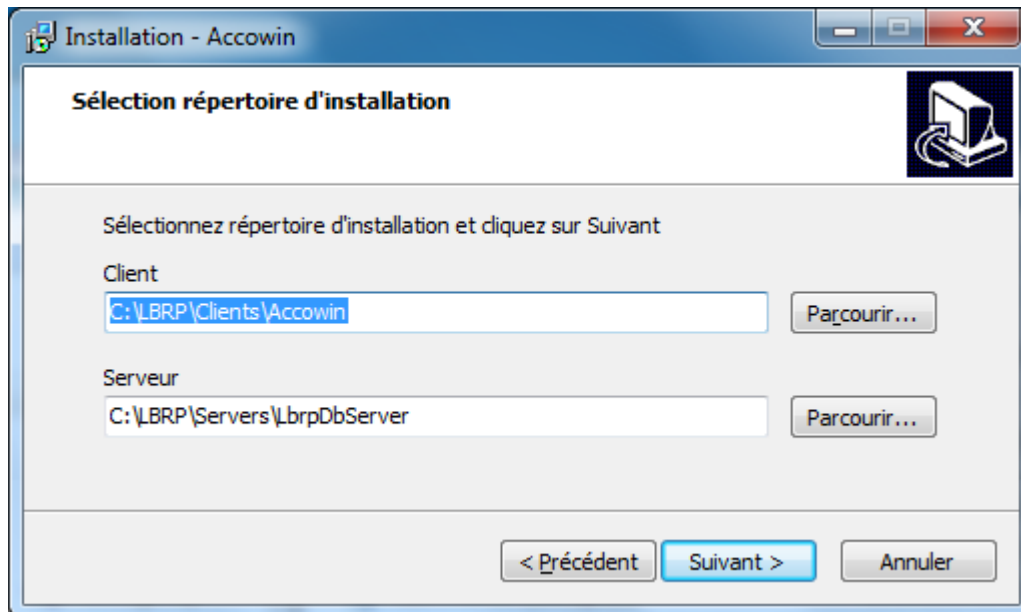 Installation - Accowin
Sélection répertoire d'installation
Sélectionnez répertoire d'installation et cliquez sur Suivant
Client
C:\LBRP\Clients\Accowin
Parcourir...
Serveur
C:\LBRP\Servers\LbrpDbServer
Parcourir...
< Précédent
Suivant >
Annuler